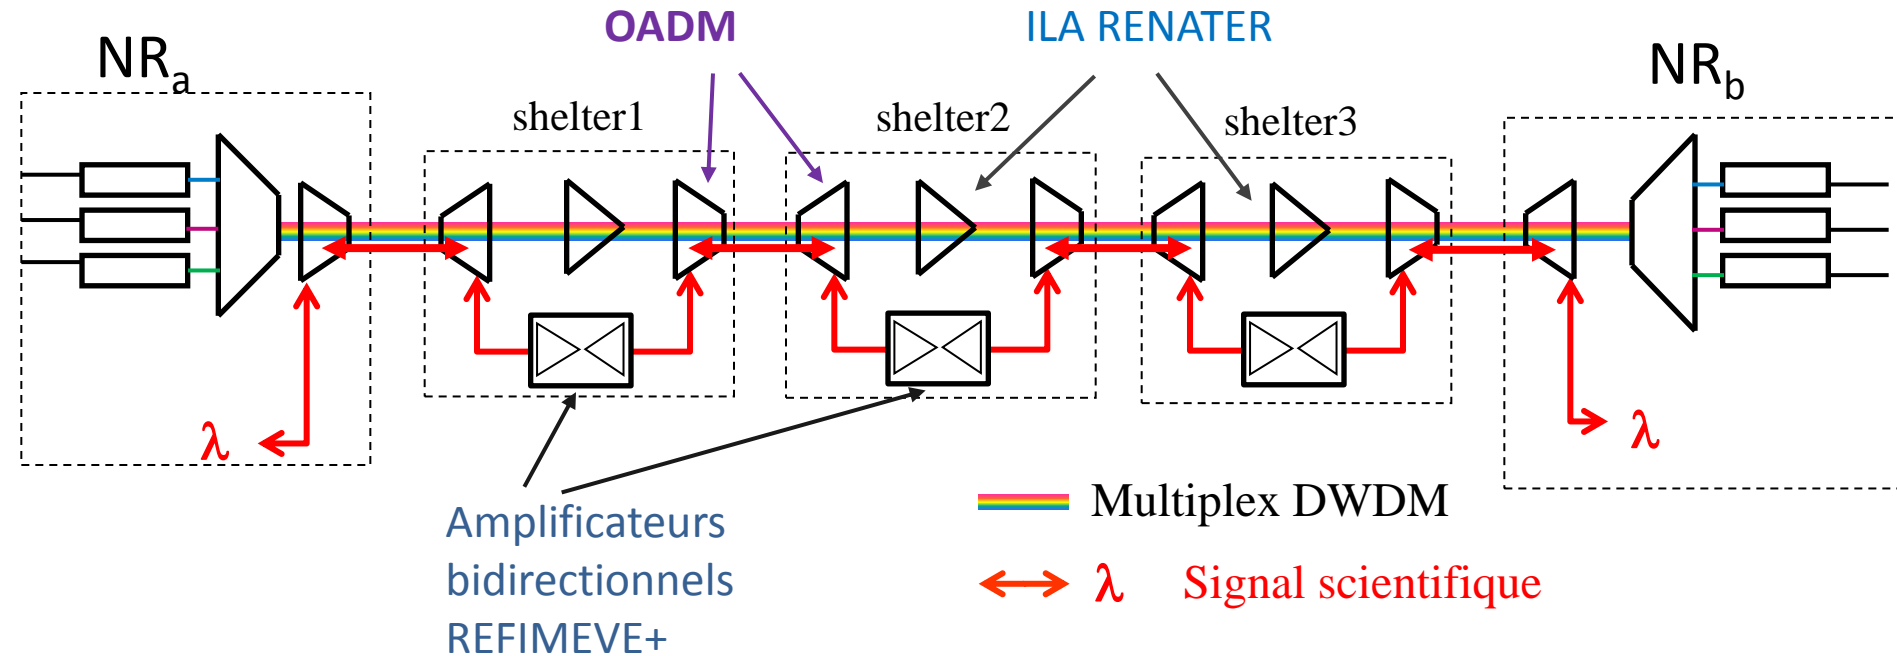 OADM
ILA RENATER
NRa
NRb
shelter1
shelter2
shelter3
λ
λ
Amplificateurs
bidirectionnels
REFIMEVE+
Multiplex DWDM
λ Signal scientifique